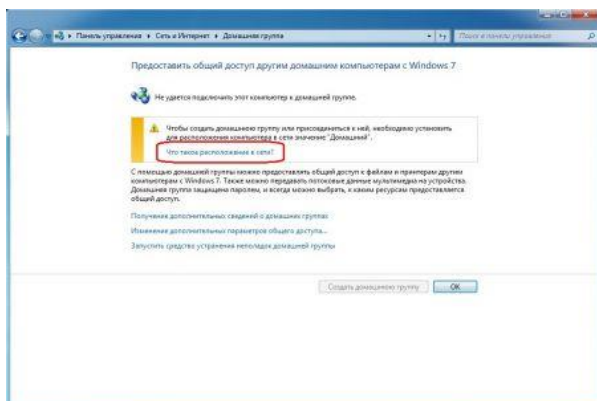 Панель управления ▸ Сеть и Интернет ▸ Домашняя группа
Поиск в панели управления
Предоставить общий доступ другим домашним компьютерам с Windows 7
Не удается подключить этот компьютер к домашней группе.
Чтобы создать домашнюю группу или присоединиться к ней, необходимо установить
для расположения компьютера в сети значение "Домашний".
Что такое расположение в сети?
С помощью домашней группы можно предоставлять общий доступ к файлам и принтерам другим
компьютерам с Windows 7. Также можно передавать потоковые данные мультимедиа на устройства.
Домашняя группа защищена паролем, и всегда можно выбрать, к каким ресурсам предоставляется
общий доступ.
Получение дополнительных сведений о домашних группах
Изменение дополнительных параметров общего доступа...
Запустить средство устранения неполадок домашней группы
Создать домашнюю группу
ОК